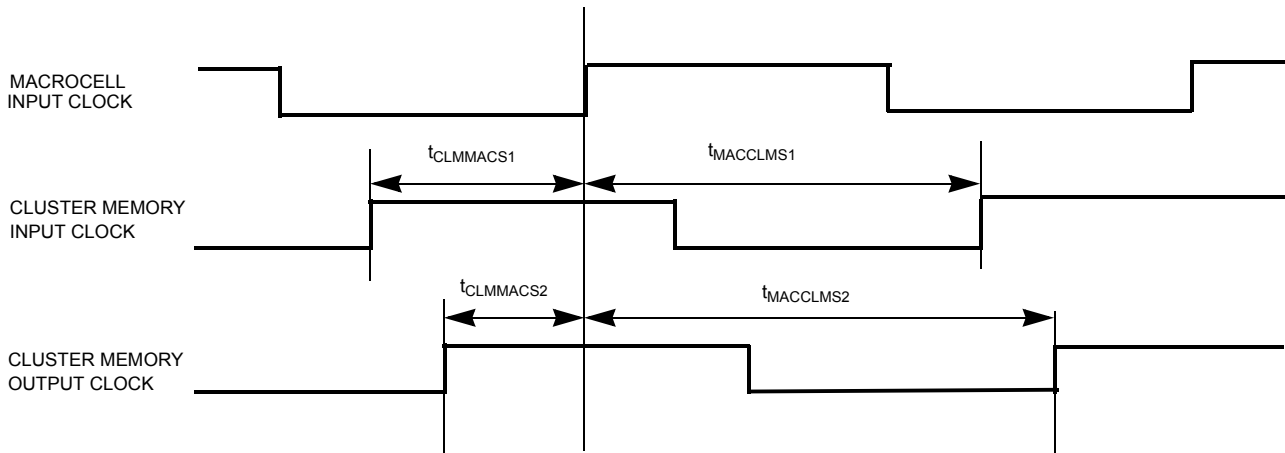 MACROCELL
INPUT CLOCK
tCLMMACS1
tMACCLMS1
CLUSTER MEMORY
INPUT CLOCK
tCLMMACS2
tMACCLMS2
CLUSTER MEMORY
OUTPUT CLOCK